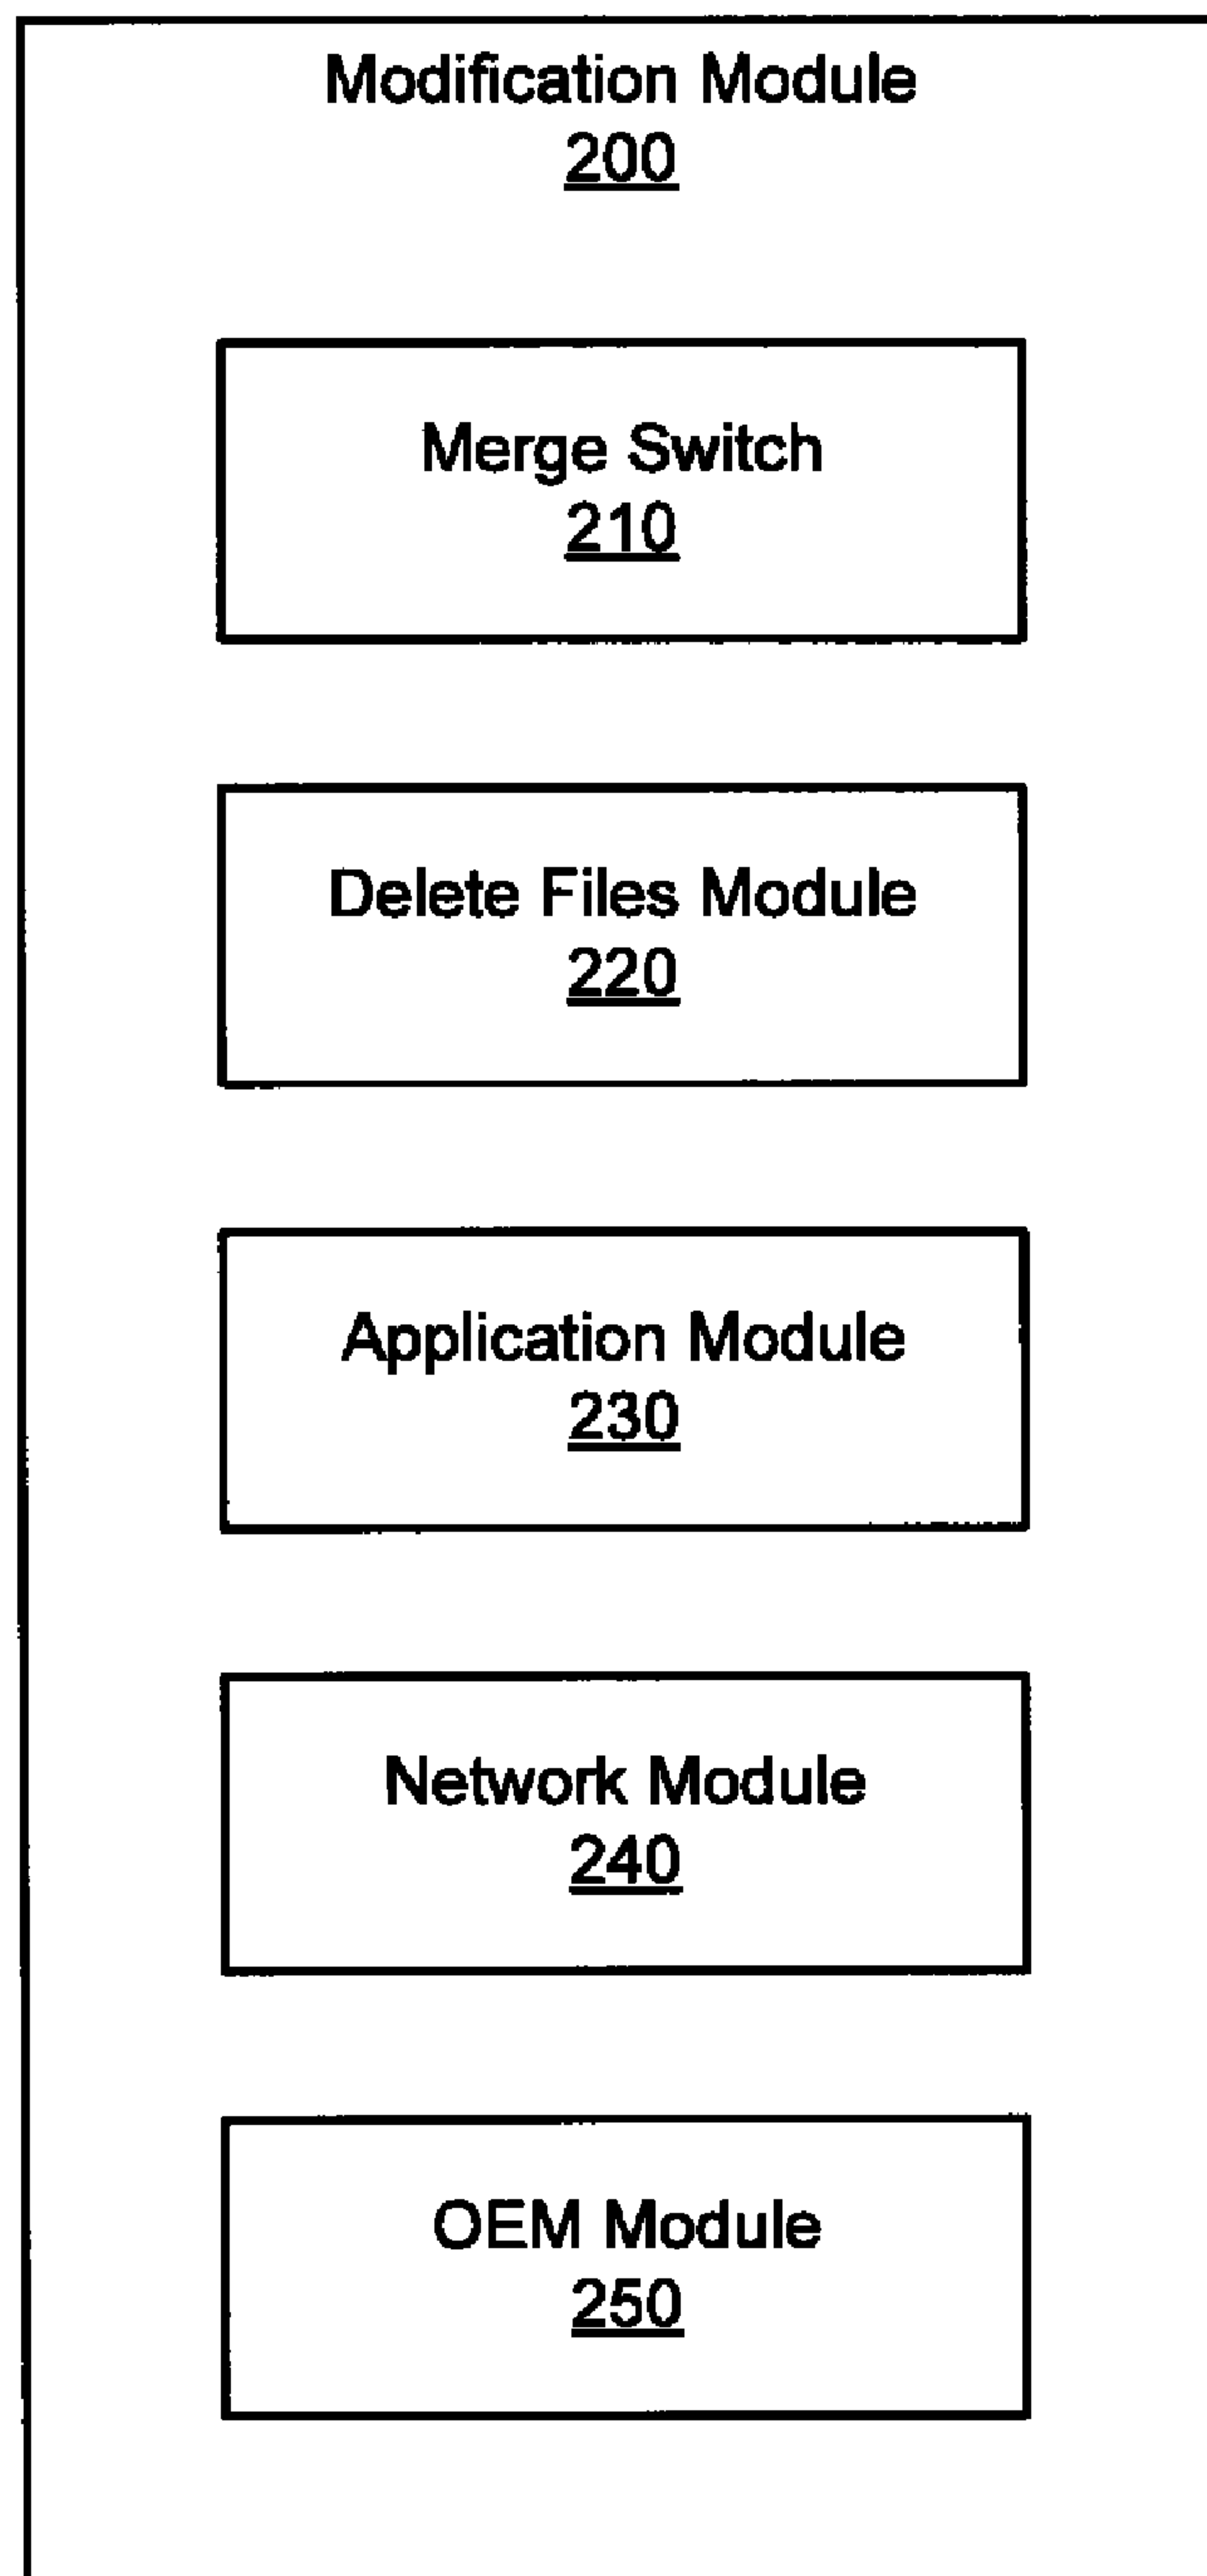 Modification Module
200
Merge Switch
210
Delete Files Module
220
Application Module
230
Network Module
240
OEM Module
250